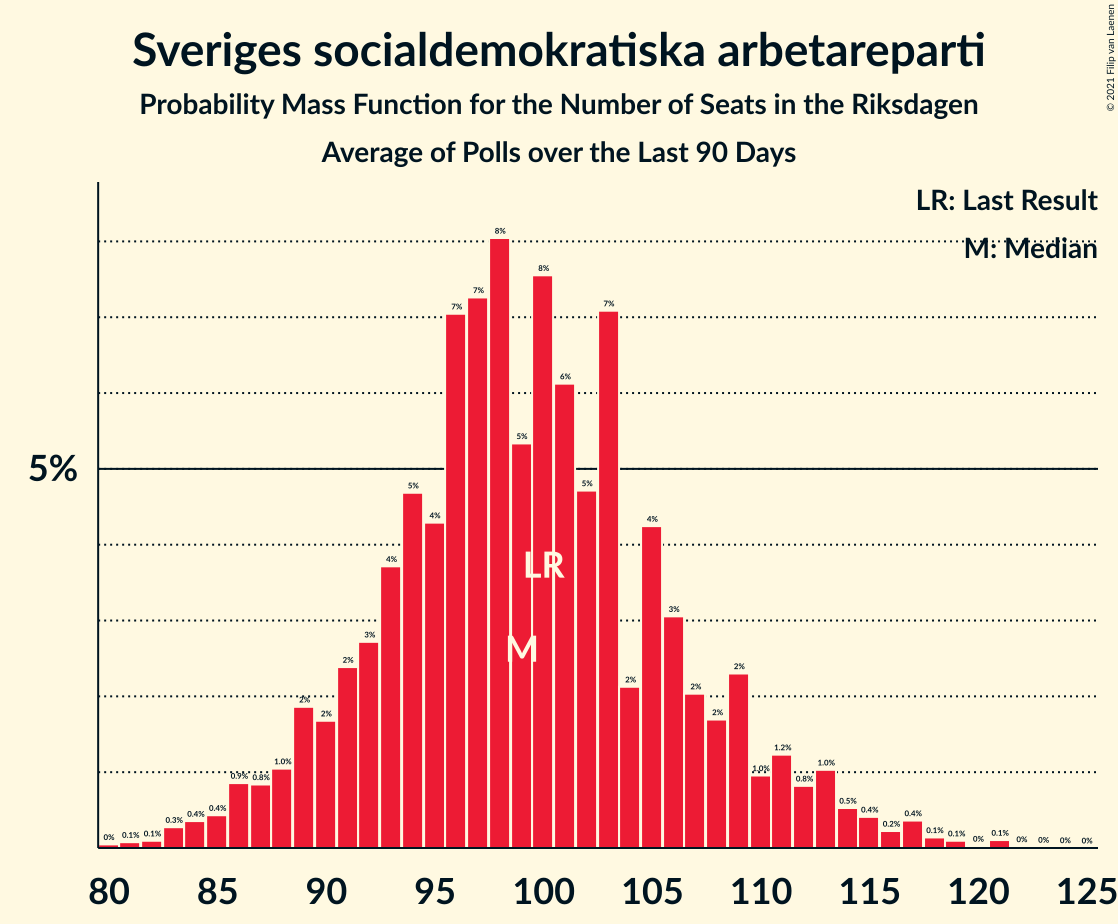 Sveriges socialdemokratiska arbetareparti
Probability Mass Function for the Number of Seats in the Riksdagen
Average of Polls over the Last 90 Days
© 2021 Filip van Laenen
LR: Last Result
M: Median
5%
0% 0.1% 0.1% 0.3% 0.4% 0.4% 0.9% 0.8% 1.0% 2% 2% 2% 3% 4% 5% 4% 7% 7% 8% 5% 8% 6% 5% 7% 2% 4% 3% 2% 2% 2% 1.0% 1.2% 0.8% 1.0% 0.5% 0.4% 0.2% 0.4% 0.1% 0.1% 0% 0.1% 0% 0% 0% 0%
LR
M
80 85 90 95 100 105 110 115 120 125